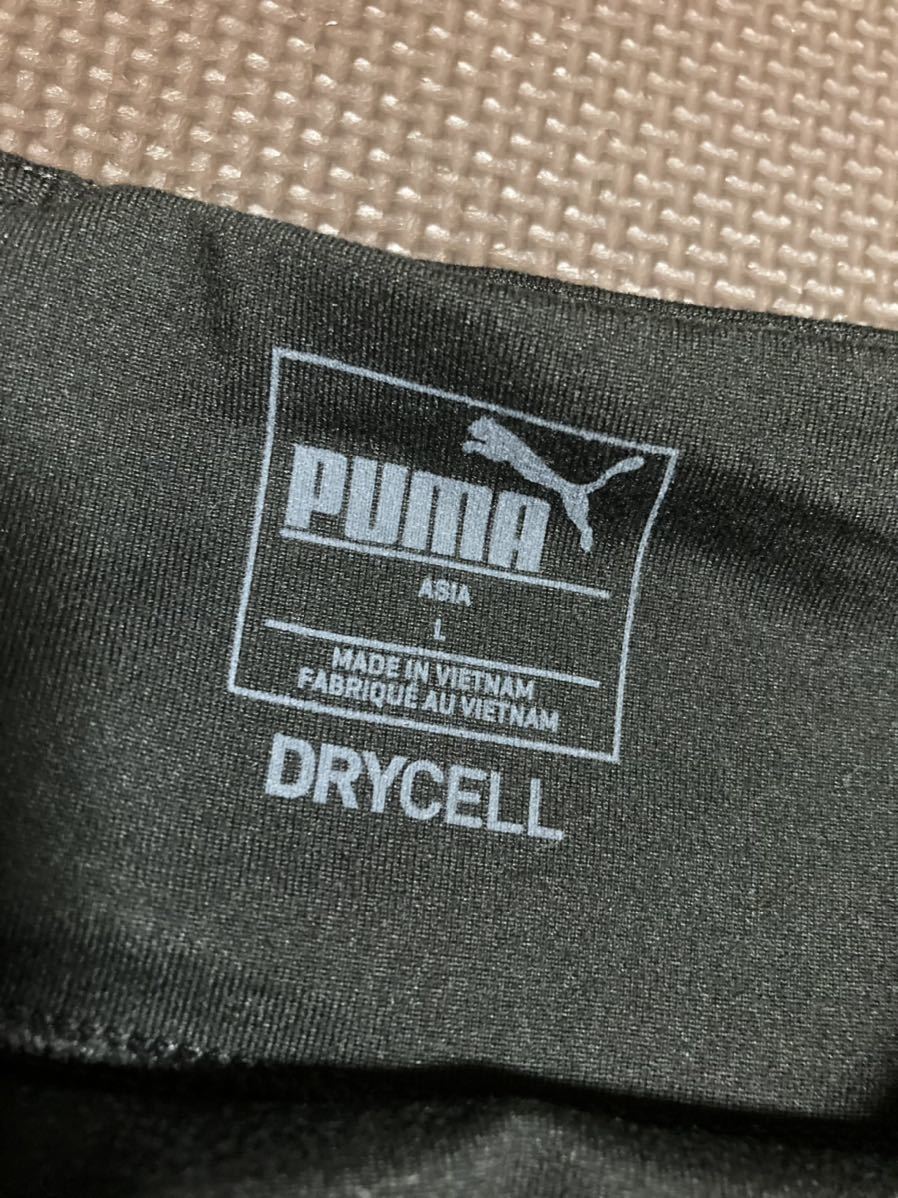 PUMA
ASIA
L
MADE IN VIETNAM
FABRIQUÉ AU VIETNAM
DRYCELL